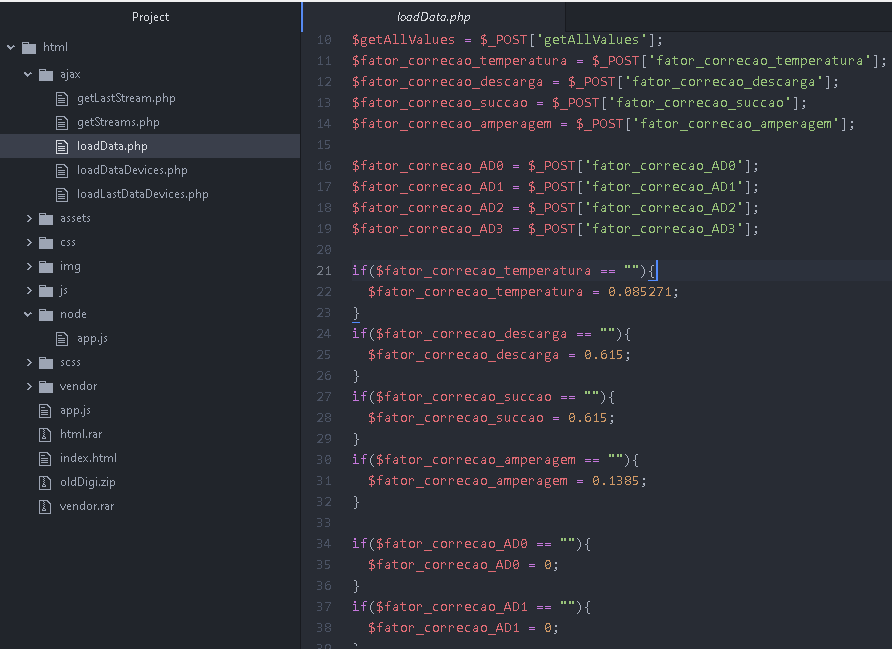 Project
html
ajax
getLastStream.php
getStreams.php
loadData.php
loadDataDevices.php
loadLastDataDevices.php
assets
css
img
js
node
app.js
scss
vendor
app.js
html.rar
index.html
oldDigi.zip
vendor.rar
loadData.php
10 $getAllValues = $_POST['getAllValues'];
11 $fator_correcao_temperatura = $_POST['fator_correcao_temperatura'];
12 $fator_correcao_descarga = $_POST['fator_correcao_descarga'];
13 $fator_correcao_succao = $_POST['fator_correcao_succao'];
14 $fator_correcao_amperagem = $_POST['fator_correcao_amperagem'];
15
16 $fator_correcao_AD0 = $_POST['fator_correcao_AD0'];
17 $fator_correcao_AD1 = $_POST['fator_correcao_AD1'];
18 $fator_correcao_AD2 = $_POST['fator_correcao_AD2'];
19 $fator_correcao_AD3 = $_POST['fator_correcao_AD3'];
20
21 if($fator_correcao_temperatura == ""){
22 $fator_correcao_temperatura = 0.085271;
23 }
24 if($fator_correcao_descarga == ""){
25 $fator_correcao_descarga = 0.615;
26 }
27 if($fator_correcao_succao == ""){
28 $fator_correcao_succao = 0.615;
29 }
30 if($fator_correcao_amperagem == ""){
31 $fator_correcao_amperagem = 0.1385;
32 }
33
34 if($fator_correcao_AD0 == ""){
35 $fator_correcao_AD0 = 0;
36 }
37 if($fator_correcao_AD1 == ""){
38 $fator_correcao_AD1 = 0;